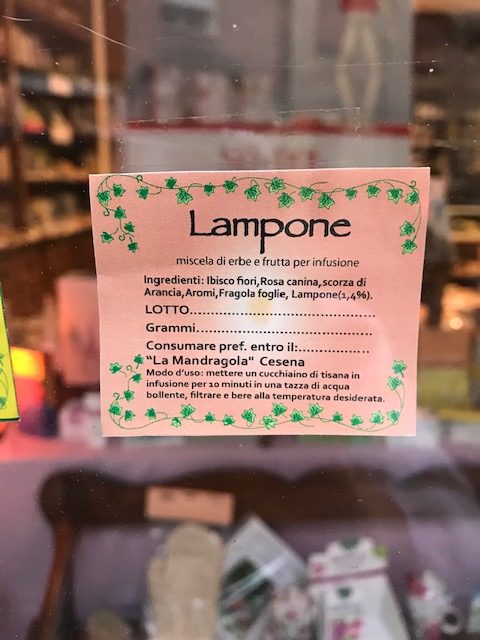 Lampone
miscela di erbe e frutta per infusione
Ingredienti: Ibisco fiori,Rosa canina,scorza di
Arancia,Aromi,Fragola foglie, Lampone(1,4%).
LOTTO..........................................
Grammi.......................................
Consumare pref. entro il:................
"La Mandragola" Cesena
Modo d'uso: mettere un cucchiaino di tisana in
infusione per 10 minuti in una tazza di acqua
bollente, filtrare e bere alla temperatura desiderata.